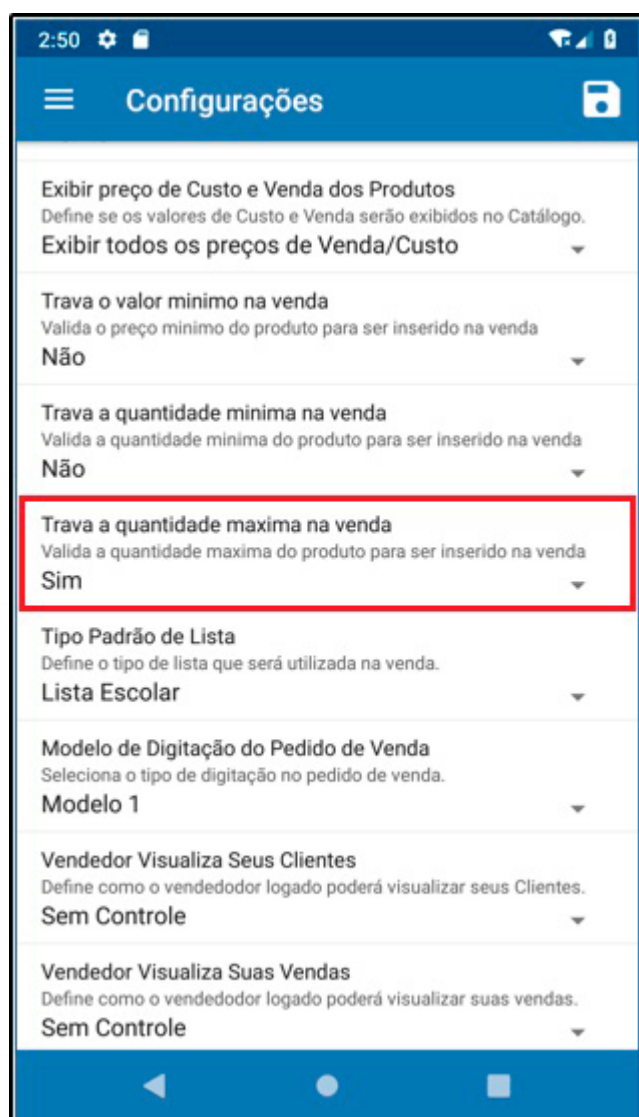 2:50
Configurações
Exibir preço de Custo e Venda dos Produtos
Define se os valores de Custo e Venda serão exibidos no Catálogo.
Exibir todos os preços de Venda/Custo
Trava o valor minimo na venda
Valida o preço minimo do produto para ser inserido na venda
Não
Trava a quantidade minima na venda
Valida a quantidade minima do produto para ser inserido na venda
Não
Trava a quantidade maxima na venda
Valida a quantidade maxima do produto para ser inserido na venda
Sim
Tipo Padrão de Lista
Define o tipo de lista que será utilizada na venda.
Lista Escolar
Modelo de Digitação do Pedido de Venda
Seleciona o tipo de digitação no pedido de venda.
Modelo 1
Vendedor Visualiza Seus Clientes
Define como o vendededor logado poderá visualizar seus Clientes.
Sem Controle
Vendedor Visualiza Suas Vendas
Define como o vendededor logado poderá visualizar suas vendas.
Sem Controle